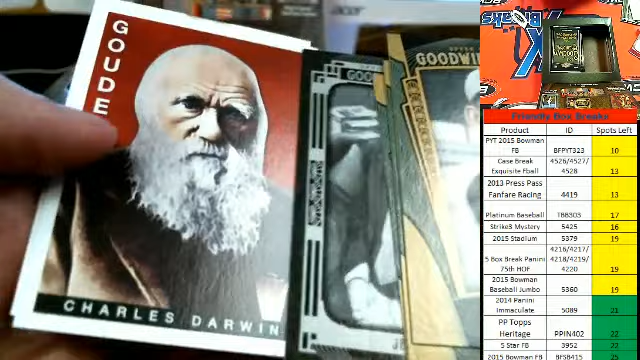 GOUDE
CHARLES DARWIN
GOO
GOODWIN
Friendly Box Breaks
Product ID Spots Left
PYT 2015 Bowman FB BFPYT323 10
Case Break Exquisite Fball 4526/4527/ 4528 13
2013 Press Pass Fanfare Racing 4419 13
Platinum Baseball TBB303 17
Strike3 Mystery 5425 16
2015 Stadium 5379 19
5 Box Break Panini 75th HOF 4216/4217/ 4218/4219/ 4220 19
2015 Bowman Baseball Jumbo 5360 19
2014 Panini Immaculate 5089 21
PP Topps Heritage PPIN402 22
5 Star FB 3952 22
2015 Bowman FB BFSB415 25